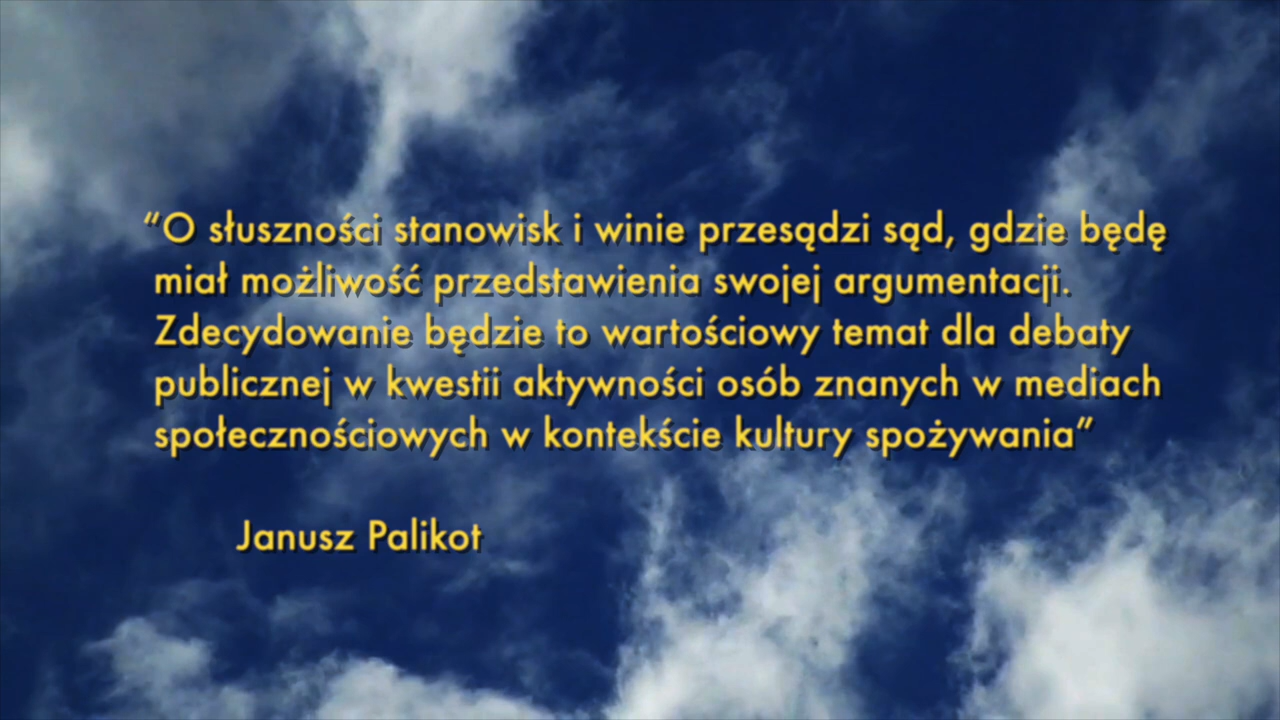 “O słuszności stanowisk i winie przesądzi sąd, gdzie będę
miał możliwość przedstawienia swojej argumentacji.
Zdecydowanie będzie to wartościowy temat dla debaty
publicznej w kwestii aktywności osób znanych w mediach
społecznościowych w kontekście kultury spożywania”
Janusz Palikot